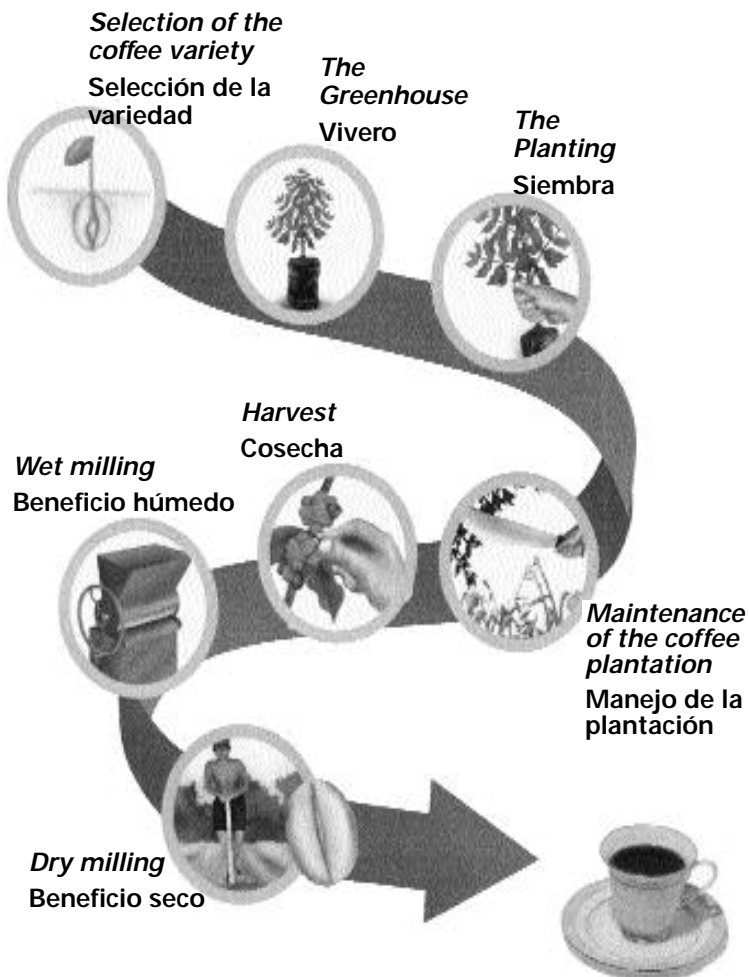 Selection of the
coffee variety
Selección de la
variedad
The
Greenhouse
Vivero
The
Planting
Siembra
Maintenance
of the coffee
plantation
Manejo de la
plantación
Harvest
Cosecha
Wet milling
Beneficio húmedo
Dry milling
Beneficio seco